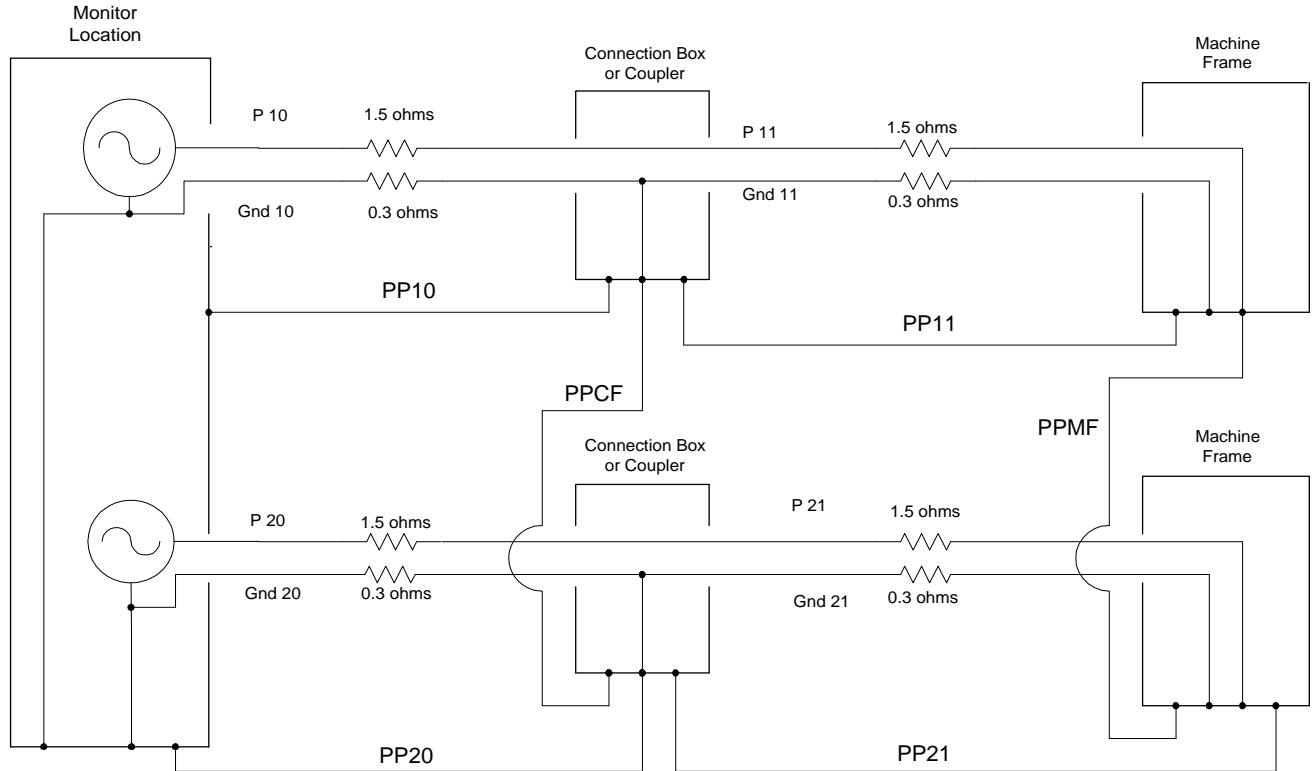 Monitor
Location
Connection Box
or Coupler
Machine
Frame
P 10
1.5 ohms
P 11
1.5 ohms
Gnd 10
0.3 ohms
Gnd 11
0.3 ohms
PP10
PP11
PPCF
PPMF
Connection Box
or Coupler
Machine
Frame
P 20
1.5 ohms
P 21
1.5 ohms
Gnd 20
0.3 ohms
Gnd 21
0.3 ohms
PP20
PP21